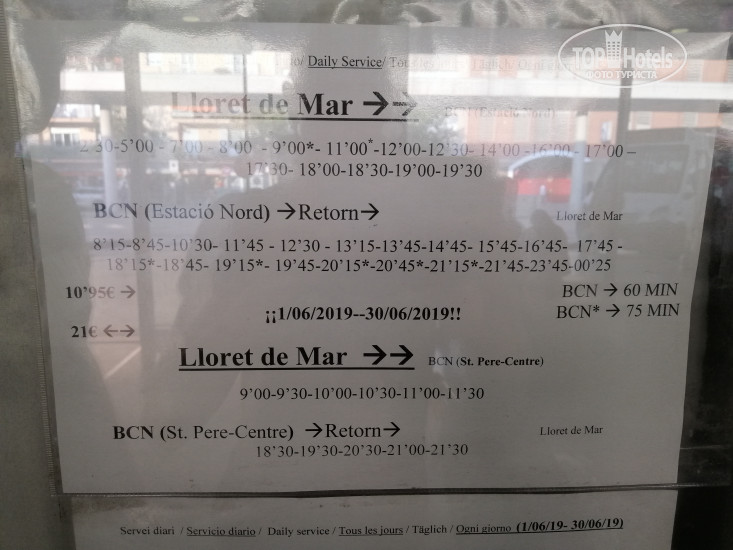 / Daily Service/ Tous
TOP Hotels
ФОТО ТУРИСТА
Lloret de Mar →→ BCN (Estació Nord)
2'30-5'00 - 7'00 - 8'00 - 9'00*- 11'00*-12'00-12'30- 14'00 -16'00 - 17'00 –
17'30- 18'00-18'30-19'00-19'30
BCN (Estació Nord) →Retorn→ Lloret de Mar
8'15-8'45-10'30- 11'45 - 12'30 - 13'15-13'45-14'45- 15'45-16'45- 17'45 -
18'15*-18'45- 19'15*- 19'45-20'15*-20'45*-21'15*-21'45-23'45-00'25
10'95€ → BCN → 60 MIN
¡¡1/06/2019--30/06/2019!! BCN* → 75 MIN
21€ ←→
Lloret de Mar →→ BCN (St. Pere-Centre)
9'00-9'30-10'00-10'30-11'00-11'30
BCN (St. Pere-Centre) →Retorn→ Lloret de Mar
18'30-19'30-20'30-21'00-21'30
Servei diari / Servicio diario / Daily service / Tous les jours / Täglich / Ogni giorno (1/06/19- 30/06/19)